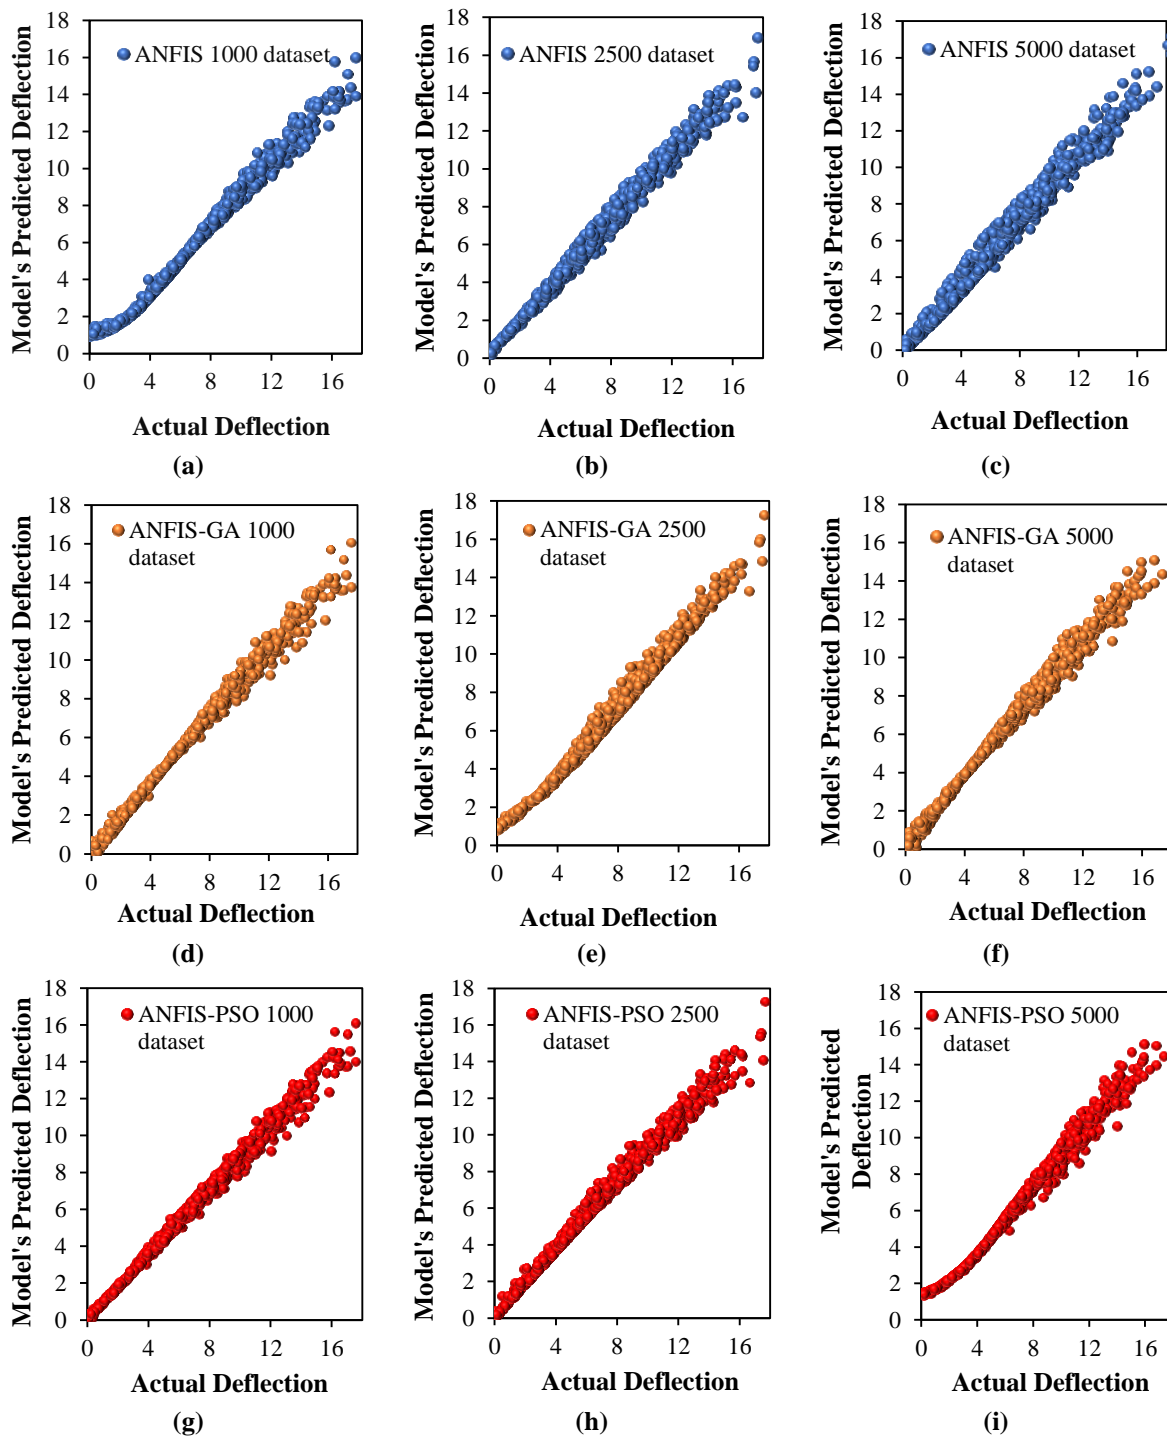 Model's Predicted Deflection
18
16
14
12
10
8
6
4
2
0
ANFIS 1000 dataset
0 4 8 12 16
Actual Deflection
(a)
Model's Predicted Deflection
18
16
14
12
10
8
6
4
2
0
ANFIS 2500 dataset
0 4 8 12 16
Actual Deflection
(b)
Model's Predicted Deflection
18
16
14
12
10
8
6
4
2
0
ANFIS 5000 dataset
0 4 8 12 16
Actual Deflection
(c)
Model's Predicted Deflection
18
16
14
12
10
8
6
4
2
0
ANFIS-GA 1000
dataset
0 4 8 12 16
Actual Deflection
(d)
Model's Predicted Deflection
18
16
14
12
10
8
6
4
2
0
ANFIS-GA 2500
dataset
0 4 8 12 16
Actual Deflection
(e)
Model's Predicted Deflection
18
16
14
12
10
8
6
4
2
0
ANFIS-GA 5000
dataset
0 4 8 12 16
Actual Deflection
(f)
Model's Predicted Deflection
18
16
14
12
10
8
6
4
2
0
ANFIS-PSO 1000
dataset
0 4 8 12 16
Actual Deflection
(g)
Model's Predicted Deflection
18
16
14
12
10
8
6
4
2
0
ANFIS-PSO 2500
dataset
0 4 8 12 16
Actual Deflection
(h)
Model's Predicted
Deflection
18
16
14
12
10
8
6
4
2
0
ANFIS-PSO 5000
dataset
0 4 8 12 16
Actual Deflection
(i)